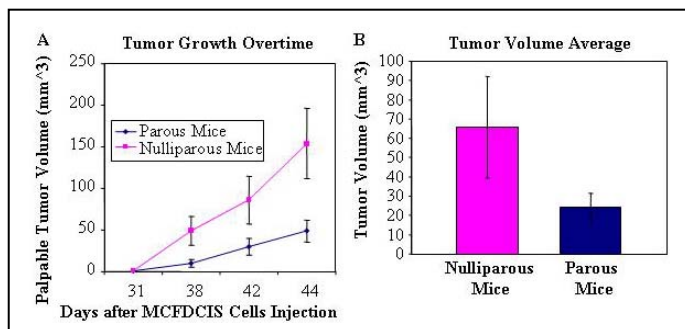 A
Tumor Growth Overtime
Palpable Tumor Volume (mm^3)
250
200
150
100
50
0
Parous Mice
Nulliparous Mice
31
38
42
44
Days after MCFDCIS Cells Injection
B
Tumor Volume Average
Tumor Volume (mm^3)
100
90
80
70
60
50
40
30
20
10
0
Nulliparous
Mice
Parous
Mice